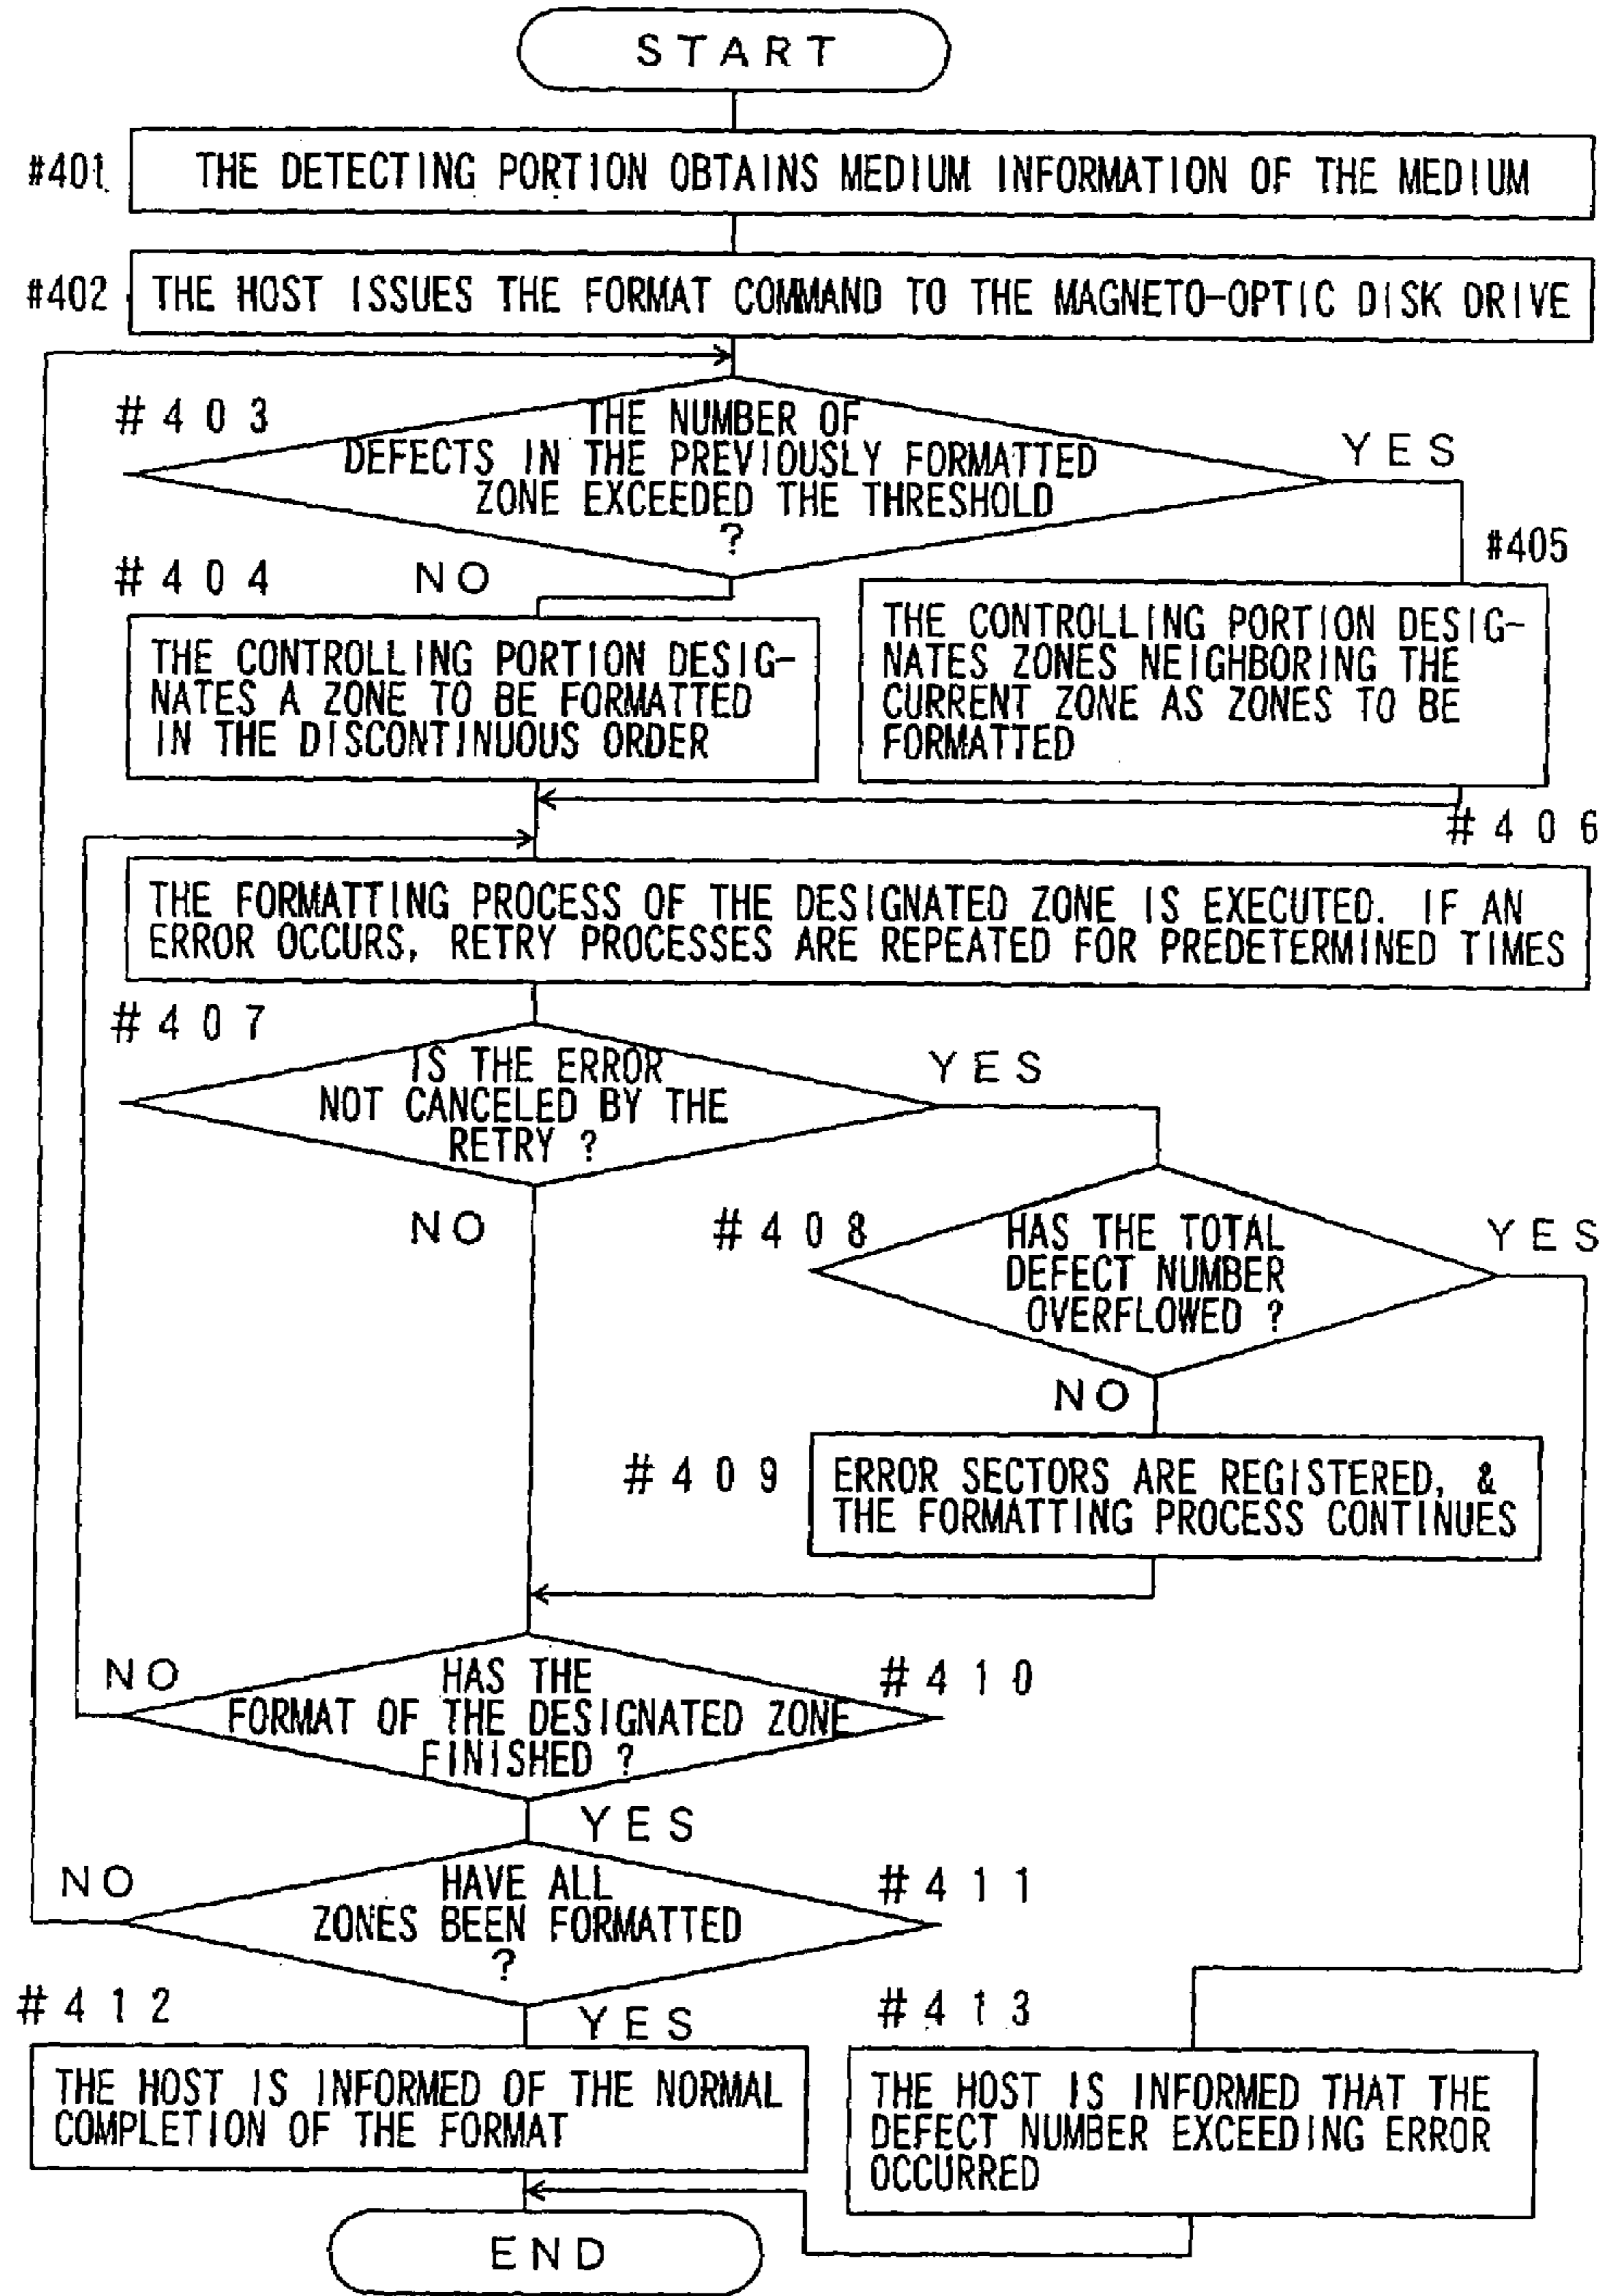 START
#401
THE DETECTING PORTION OBTAINS MEDIUM INFORMATION OF THE MEDIUM
#402
THE HOST ISSUES THE FORMAT COMMAND TO THE MAGNETO-OPTIC DISK DRIVE
#403
THE NUMBER OF
DEFECTS IN THE PREVIOUSLY FORMATTED
ZONE EXCEEDED THE THRESHOLD
?
YES
#404
NO
#405
THE CONTROLLING PORTION DESIG-
NATES A ZONE TO BE FORMATTED
IN THE DISCONTINUOUS ORDER
THE CONTROLLING PORTION DESIG-
NATES ZONES NEIGHBORING THE
CURRENT ZONE AS ZONES TO BE
FORMATTED
#406
THE FORMATTING PROCESS OF THE DESIGNATED ZONE IS EXECUTED. IF AN
ERROR OCCURS, RETRY PROCESSES ARE REPEATED FOR PREDETERMINED TIMES
#407
IS THE ERROR
NOT CANCELED BY THE
RETRY ?
YES
NO
#408
HAS THE TOTAL
DEFECT NUMBER
OVERFLOWED ?
YES
NO
#409
ERROR SECTORS ARE REGISTERED, &
THE FORMATTING PROCESS CONTINUES
NO
HAS THE
FORMAT OF THE DESIGNATED ZONE
FINISHED ?
#410
YES
NO
HAVE ALL
ZONES BEEN FORMATTED
?
#411
#412
YES
#413
THE HOST IS INFORMED OF THE NORMAL
COMPLETION OF THE FORMAT
THE HOST IS INFORMED THAT THE
DEFECT NUMBER EXCEEDING ERROR
OCCURRED
END